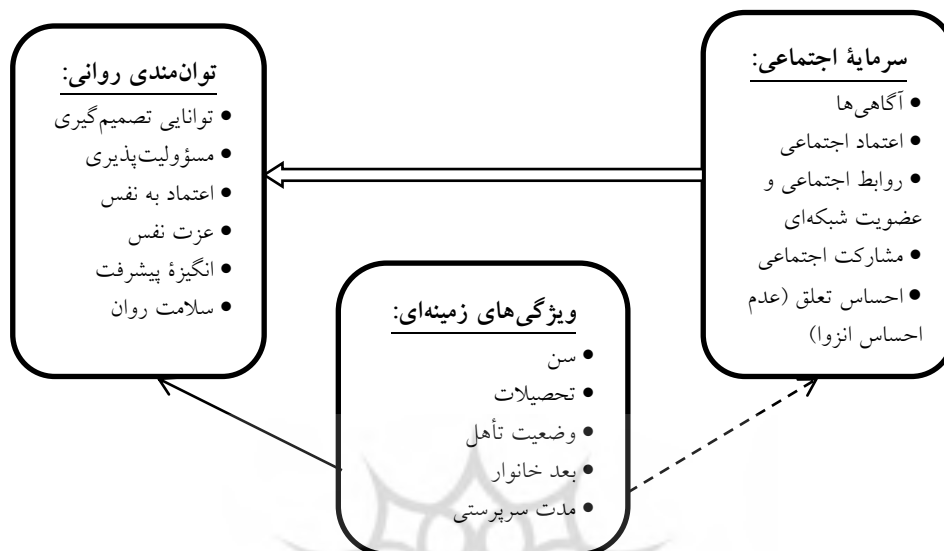 سرمایۀ اجتماعی:
● آگاهی‌ها
● اعتماد اجتماعی
● روابط اجتماعی و
عضویت شبکه‌ای
● مشارکت اجتماعی
● احساس تعلق (عدم
احساس انزوا)
توان‌مندی روانی:
● توانایی تصمیم‌گیری
● مسؤولیت‌پذیری
● اعتماد به نفس
● عزت نفس
● انگیزۀ پیشرفت
● سلامت روان
ویژگی‌های زمینه‌ای:
● سن
● تحصیلات
● وضعیت تأهل
● بعد خانوار
● مدت سرپرستی